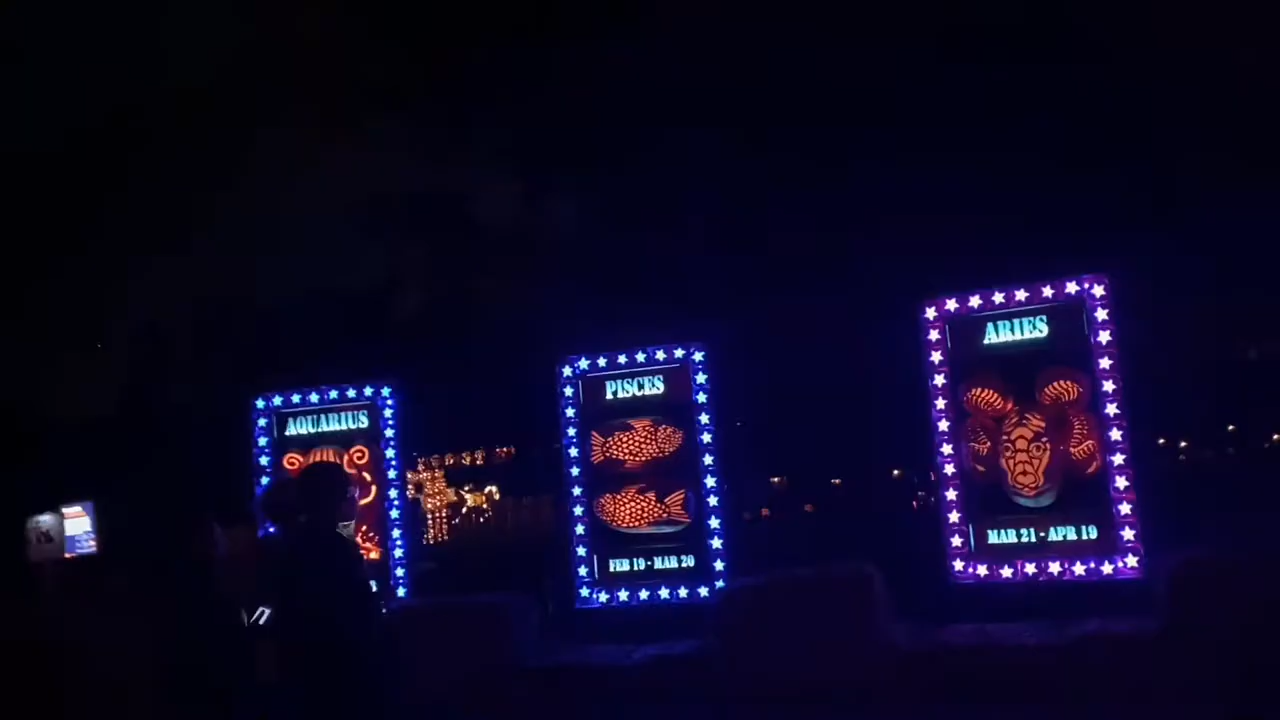 AQUARIUS
PISCES
FEB 19 - MAR 20
ARIES
MAR 21 - APR 19